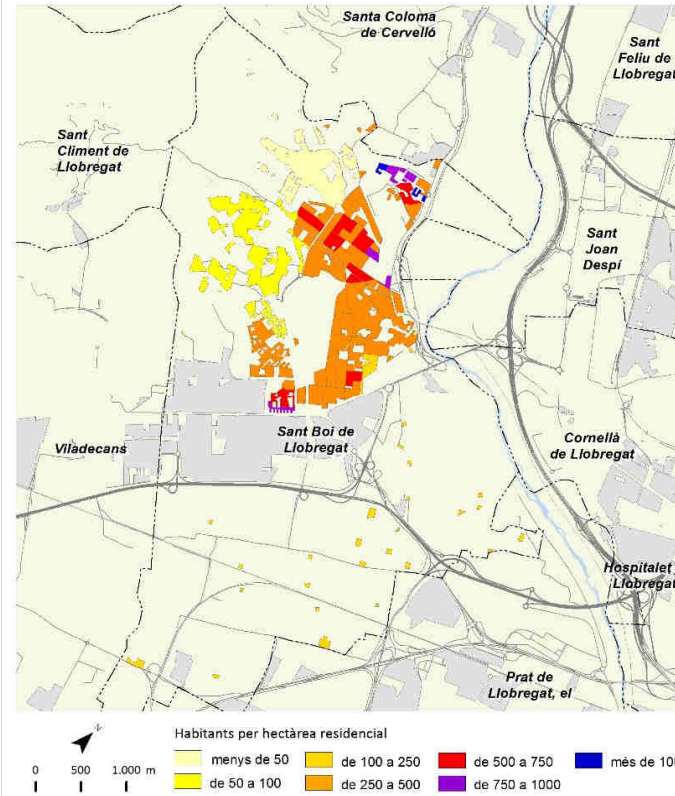 Santa Coloma
de Cervelló
Sant
Feliu de
Llobregat
Sant
Climent de
Llobregat
Sant
Joan
Despí
Viladecans
Sant Boi de
Llobregat
Cornellà
de Llobregat
Hospitalet
Llobregat
Prat de
Llobregat, el
N
Habitants per hectàrea residencial
menys de 50
de 100 a 250
de 500 a 750
més de 100
de 50 a 100
de 250 a 500
de 750 a 1000
0 500 1.000 m